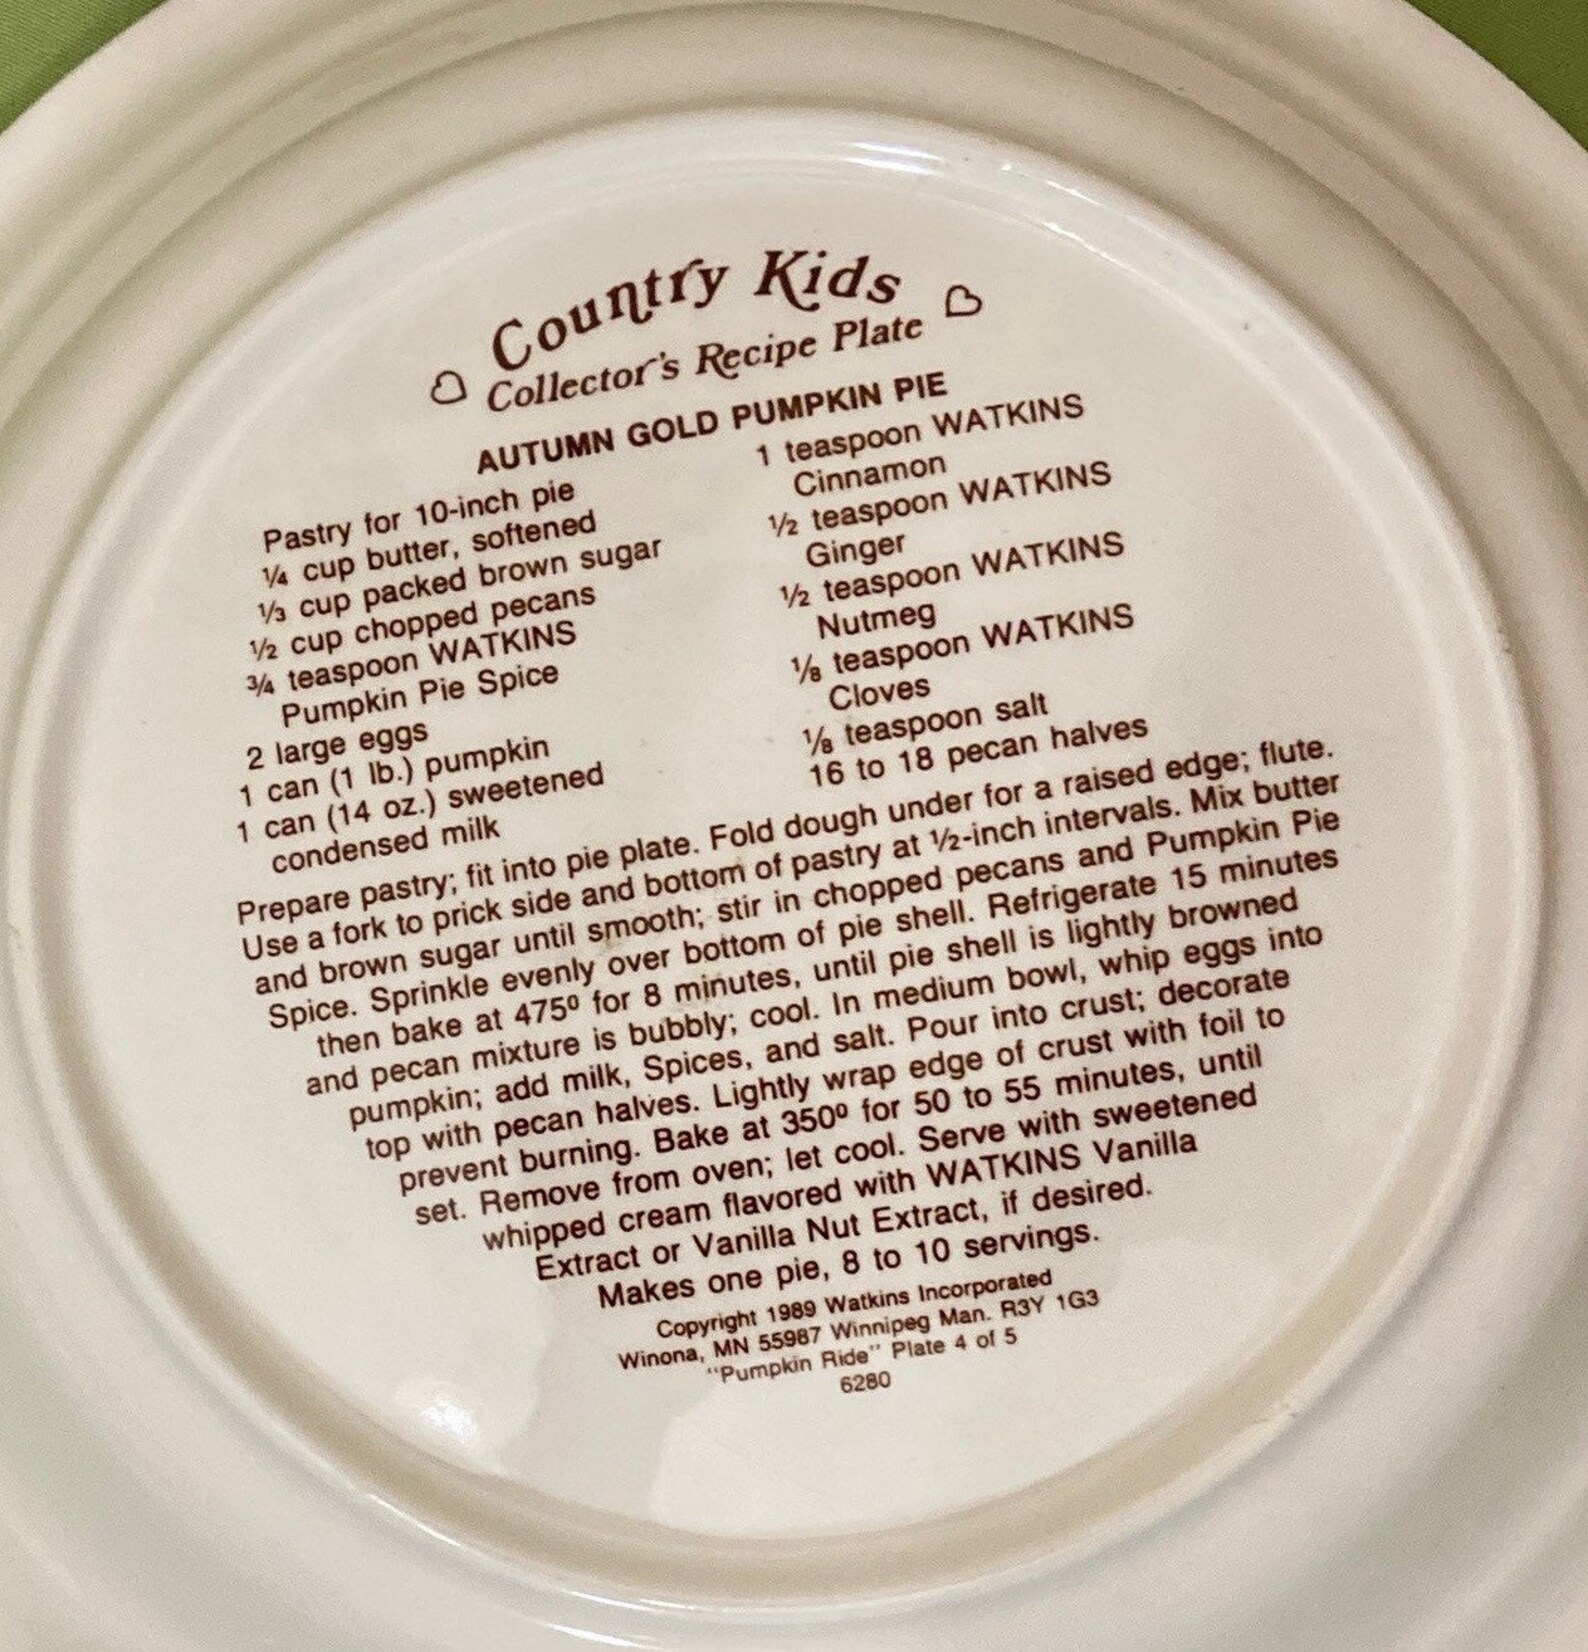 Country Kids
Collector's Recipe Plate
AUTUMN GOLD PUMPKIN PIE
Pastry for 10-inch pie
¼ cup butter, softened
⅓ cup packed brown sugar
½ cup chopped pecans
¾ teaspoon WATKINS
Pumpkin Pie Spice
2 large eggs
1 can (1 lb.) pumpkin
1 can (14 oz.) sweetened
condensed milk
1 teaspoon WATKINS
Cinnamon
½ teaspoon WATKINS
Ginger
½ teaspoon WATKINS
Nutmeg
⅛ teaspoon WATKINS
Cloves
⅛ teaspoon salt
16 to 18 pecan halves
Prepare pastry; fit into pie plate. Fold dough under for a raised edge; flute.
Use a fork to prick side and bottom of pastry at ½-inch intervals. Mix butter
and brown sugar until smooth; stir in chopped pecans and Pumpkin Pie
Spice. Sprinkle evenly over bottom of pie shell. Refrigerate 15 minutes
then bake at 475º for 8 minutes, until pie shell is lightly browned
and pecan mixture is bubbly; cool. In medium bowl, whip eggs into
pumpkin; add milk, Spices, and salt. Pour into crust; decorate
top with pecan halves. Lightly wrap edge of crust with foil to
prevent burning. Bake at 350º for 50 to 55 minutes, until
set. Remove from oven; let cool. Serve with sweetened
whipped cream flavored with WATKINS Vanilla
Extract or Vanilla Nut Extract, if desired.
Makes one pie, 8 to 10 servings.
Copyright 1989 Watkins Incorporated
Winona, MN 55987 Winnipeg Man. R3Y 1G3
"Pumpkin Ride" Plate 4 of 5
6280